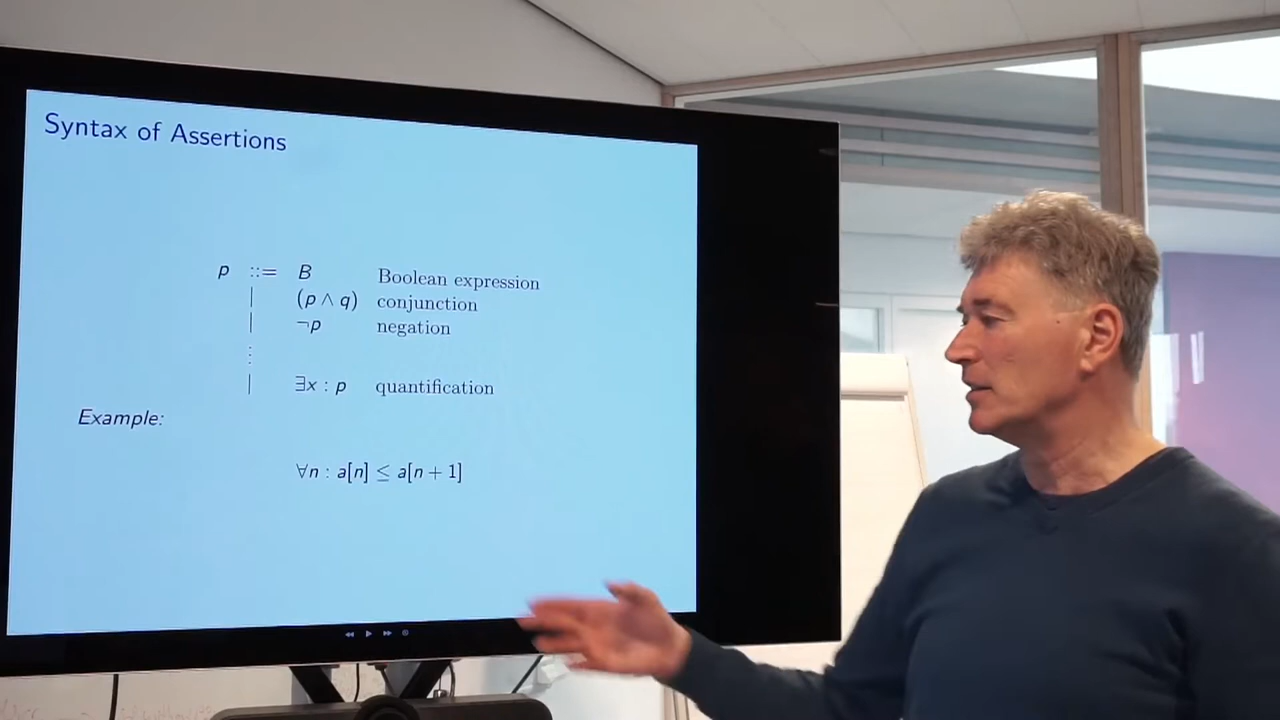 Syntax of Assertions
p ::= B Boolean expression
| (p ∧ q) conjunction
| ¬p negation
⋮
| ∃x : p quantification
Example:
∀n : a[n] ≤ a[n + 1]